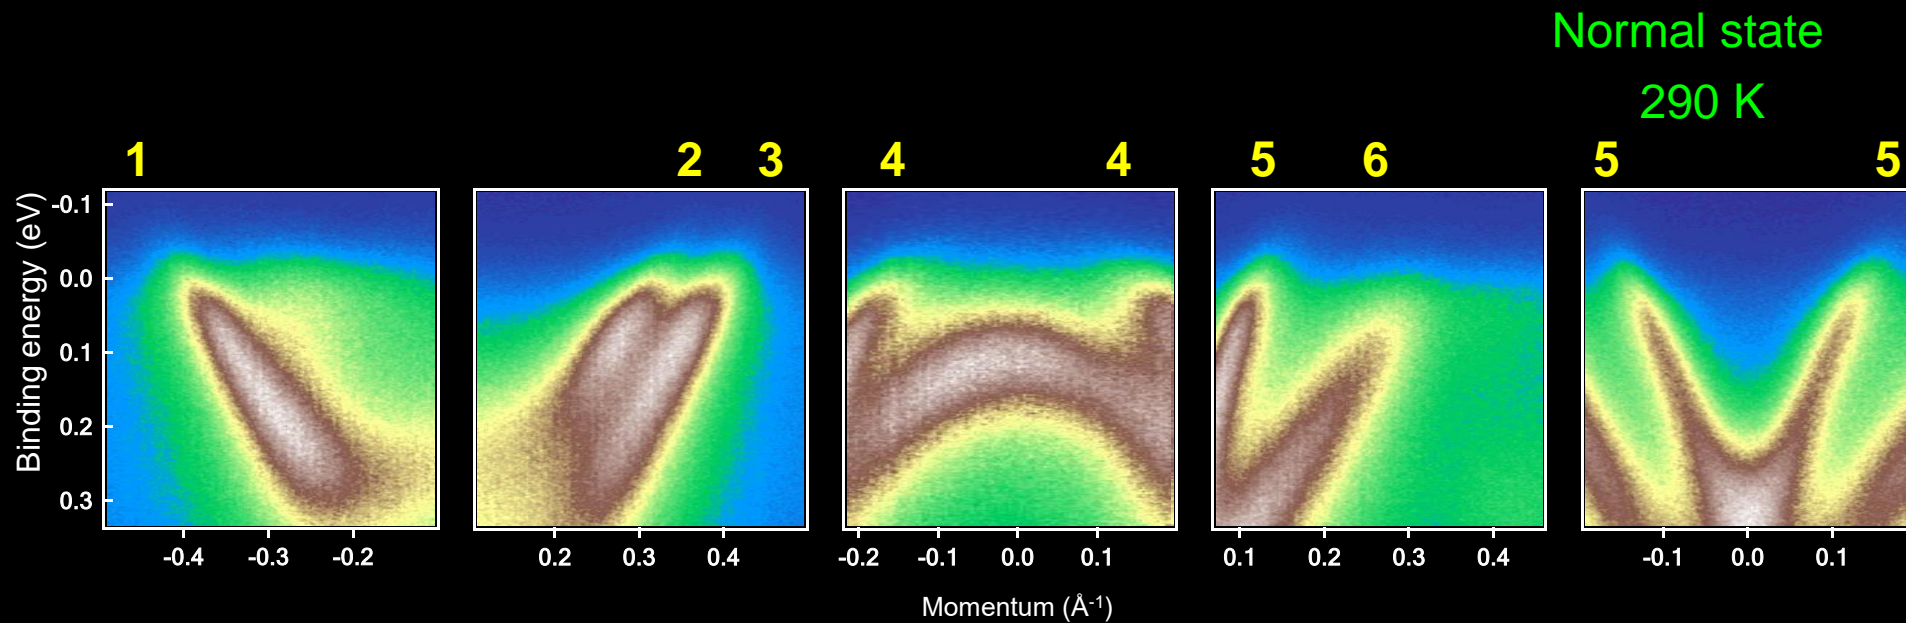 Normal state
290 K
1 2 3 4 4 5 6 5 5
Binding energy (eV)
-0.1
0.0
0.1
0.2
0.3
-0.4 -0.3 -0.2 0.2 0.3 0.4 -0.2 -0.1 0.0 0.1 0.1 0.2 0.3 0.4 -0.1 0.0 0.1
Momentum (Å-1)